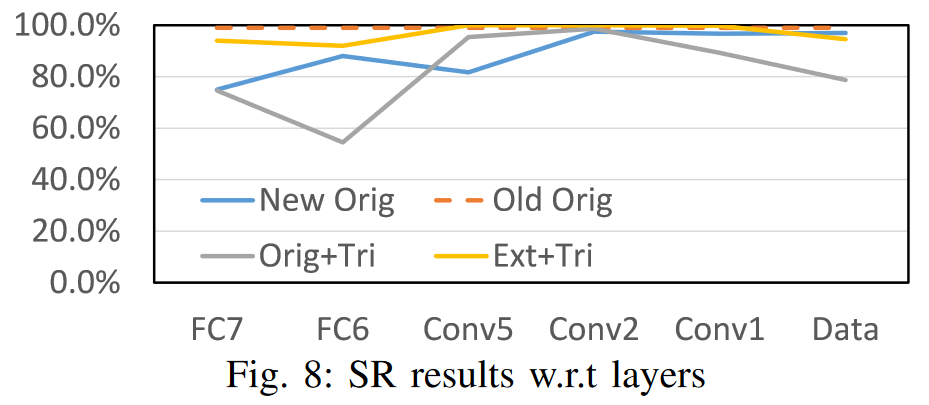 100.0%
80.0%
60.0%
40.0%
20.0%
0.0%
New Orig Old Orig
Orig+Tri Ext+Tri
FC7 FC6 Conv5 Conv2 Conv1 Data
Fig. 8: SR results w.r.t layers